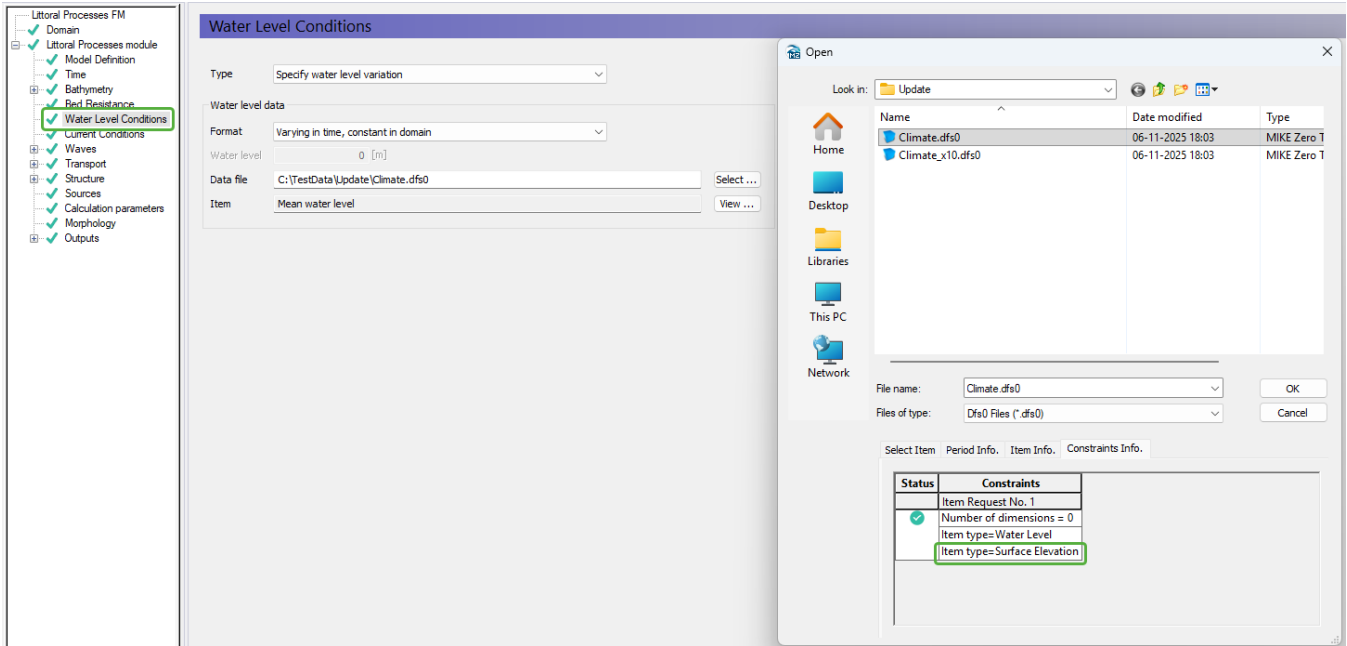 Littoral Processes FM
Domain
Littoral Processes module
Model Definition
Time
Bathymetry
Bed Resistance
Water Level Conditions
Current Conditions
Waves
Transport
Structure
Sources
Calculation parameters
Morphology
Outputs
Water Level Conditions
Type Specify water level variation
Water level data
Format Varying in time, constant in domain
Water level 0 [m]
Data file C:\TestData\Update\Climate.dfs0 Select ...
Item Mean water level View ...
Open
Look in: Update
Home
Desktop
Libraries
This PC
Network
Name Date modified Type
Climate.dfs0 06-11-2025 18:03 MIKE Zero T
Climate_x10.dfs0 06-11-2025 18:03 MIKE Zero T
File name: Climate.dfs0 OK
Files of type: Dfs0 Files (*.dfs0) Cancel
Select Item Period Info. Item Info. Constraints Info.
Status Constraints
Item Request No. 1
Number of dimensions = 0
Item type=Water Level
Item type=Surface Elevation